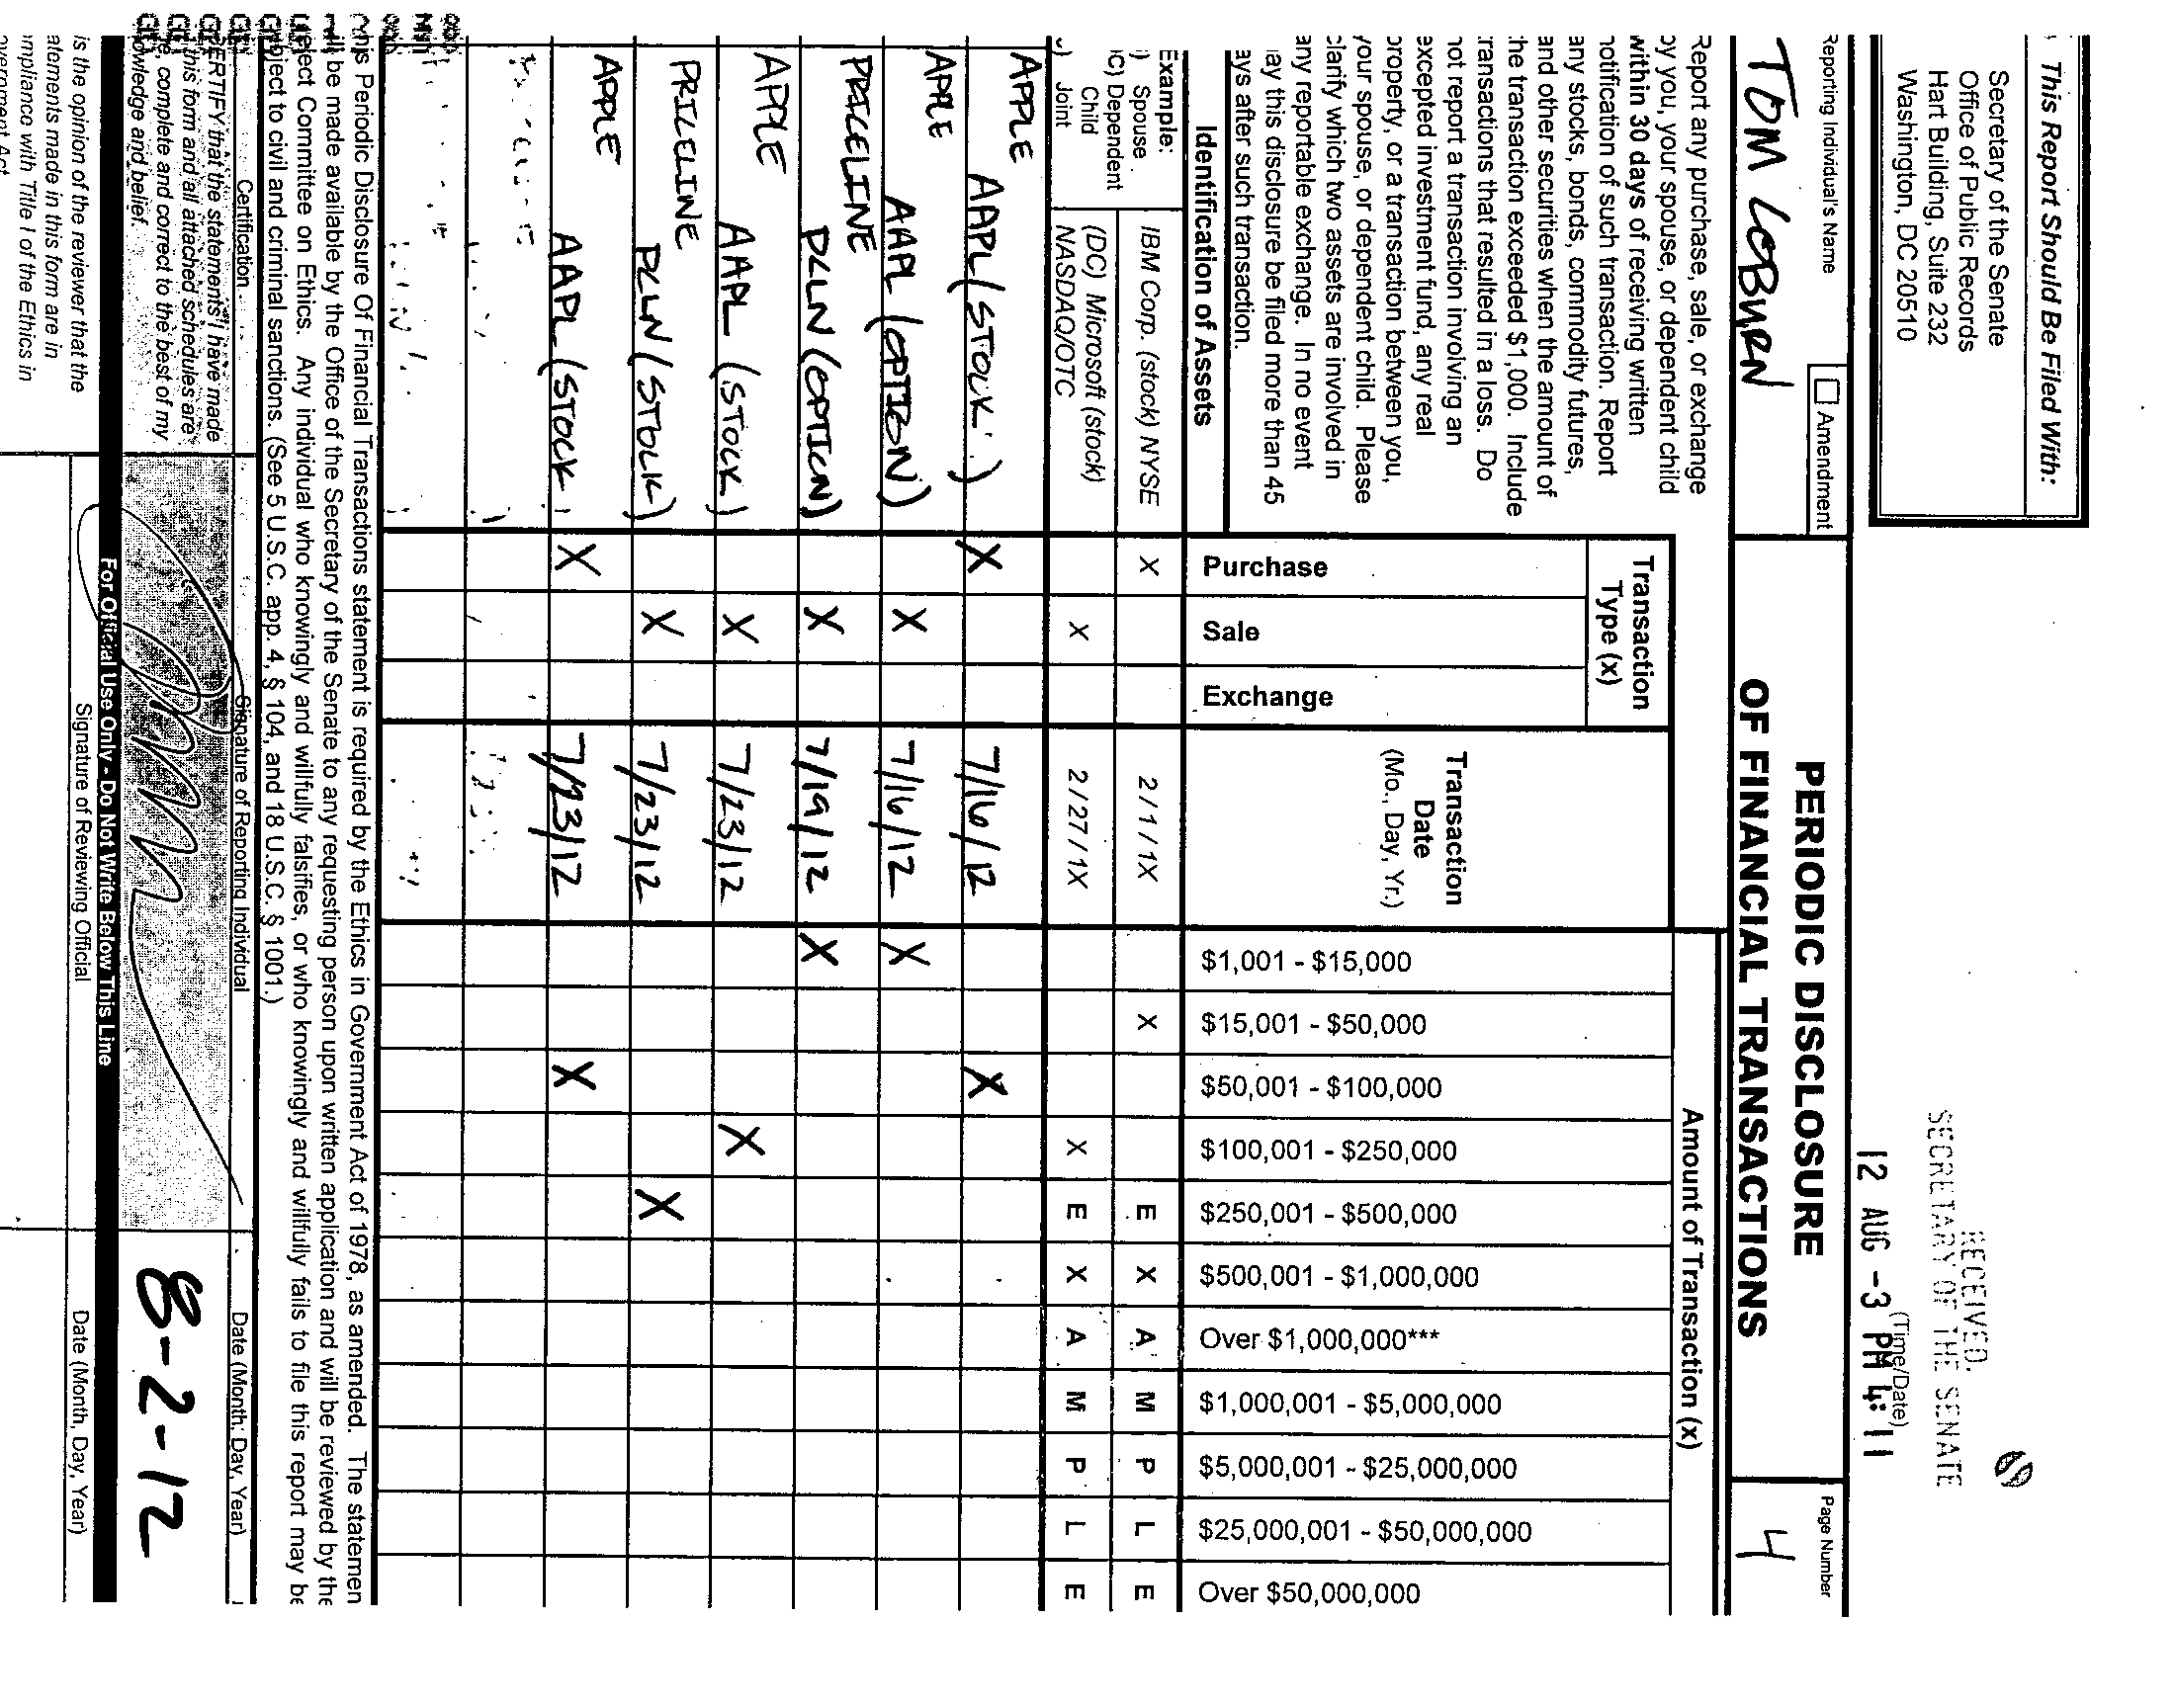 This Report Should Be Filed With:
Secretary of the Senate
Office of Public Records
Hart Building, Suite 232
Washington, DC 20510
RECEIVED
SECRETARY OF THE SENATE
(Time/Date)
12 AUG -3 PM 4:11
Reporting Individual's Name
TOM COBURN
Amendment
PERIODIC DISCLOSURE
OF FINANCIAL TRANSACTIONS
Page Number
4
Report any purchase, sale, or exchange
by you, your spouse, or dependent child
within 30 days of receiving written
notification of such transaction. Report
any stocks, bonds, commodity futures,
and other securities when the amount of
the transaction exceeded $1,000. Include
transactions that resulted in a loss. Do
not report a transaction involving an
excepted investment fund, any real
property, or a transaction between you,
your spouse, or dependent child. Please
clarify which two assets are involved in
any reportable exchange. In no event
may this disclosure be filed more than 45
days after such transaction.
Identification of Assets
Transaction
Type (x)
Purchase
Sale
Exchange
Transaction
Date
(Mo., Day, Yr.)
Amount of Transaction (x)
$1,001 - $15,000
$15,001 - $50,000
$50,001 - $100,000
$100,001 - $250,000
$250,001 - $500,000
$500,001 - $1,000,000
Over $1,000,000***
$1,000,001 - $5,000,000
$5,000,001 - $25,000,000
$25,000,001 - $50,000,000
Over $50,000,000
Example:
) Spouse
C) Dependent
Child
) Joint
IBM Corp. (stock) NYSE X 2 / 1 / 1X X E X A M P L E
(DC) Microsoft (stock)
NASDAQ/OTC X 2 / 27 / 1X X E X A M P L E
APPLE AAPL (STOCK) X 7/16/12 X
APPLE AAPL (OPTION) X 7/16/12 X
PRICELINE PCLN (OPTION) X 7/19/12 X
APPLE AAPL (STOCK) X 7/23/12 X
PRICELINE PCLN (STOCK) X 7/23/12 X
APPLE AAPL (STOCK) X 7/23/12 X
This Periodic Disclosure Of Financial Transactions statement is required by the Ethics in Government Act of 1978, as amended. The statemen
will be made available by the Office of the Secretary of the Senate to any requesting person upon written application and will be reviewed by the
elect Committee on Ethics. Any individual who knowingly and willfully falsifies, or who knowingly and willfully fails to file this report may be
ubject to civil and criminal sanctions. (See 5 U.S.C. app. 4, § 104, and 18 U.S.C. § 1001.)
Certification
Signature of Reporting Individual
Date (Month, Day, Year)
CERTIFY that the statements I have made
this form and all attached schedules are
e, complete and correct to the best of my
owledge and belief.
8-2-12
For Official Use Only - Do Not Write Below This Line
Signature of Reviewing Official
Date (Month, Day, Year)
is the opinion of the reviewer that the
atements made in this form are in
mpliance with Title I of the Ethics in
overnment Act